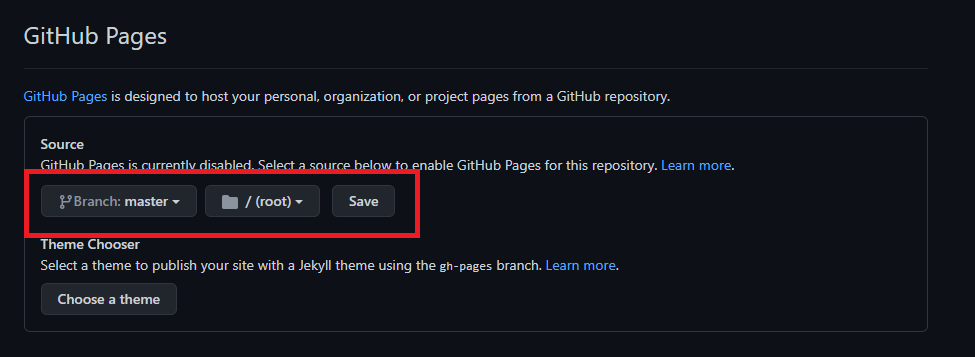 GitHub Pages
GitHub Pages is designed to host your personal, organization, or project pages from a GitHub repository.
Source
GitHub Pages is currently disabled. Select a source below to enable GitHub Pages for this repository. Learn more.
Branch: master / (root) Save
Theme Chooser
Select a theme to publish your site with a Jekyll theme using the gh-pages branch. Learn more.
Choose a theme